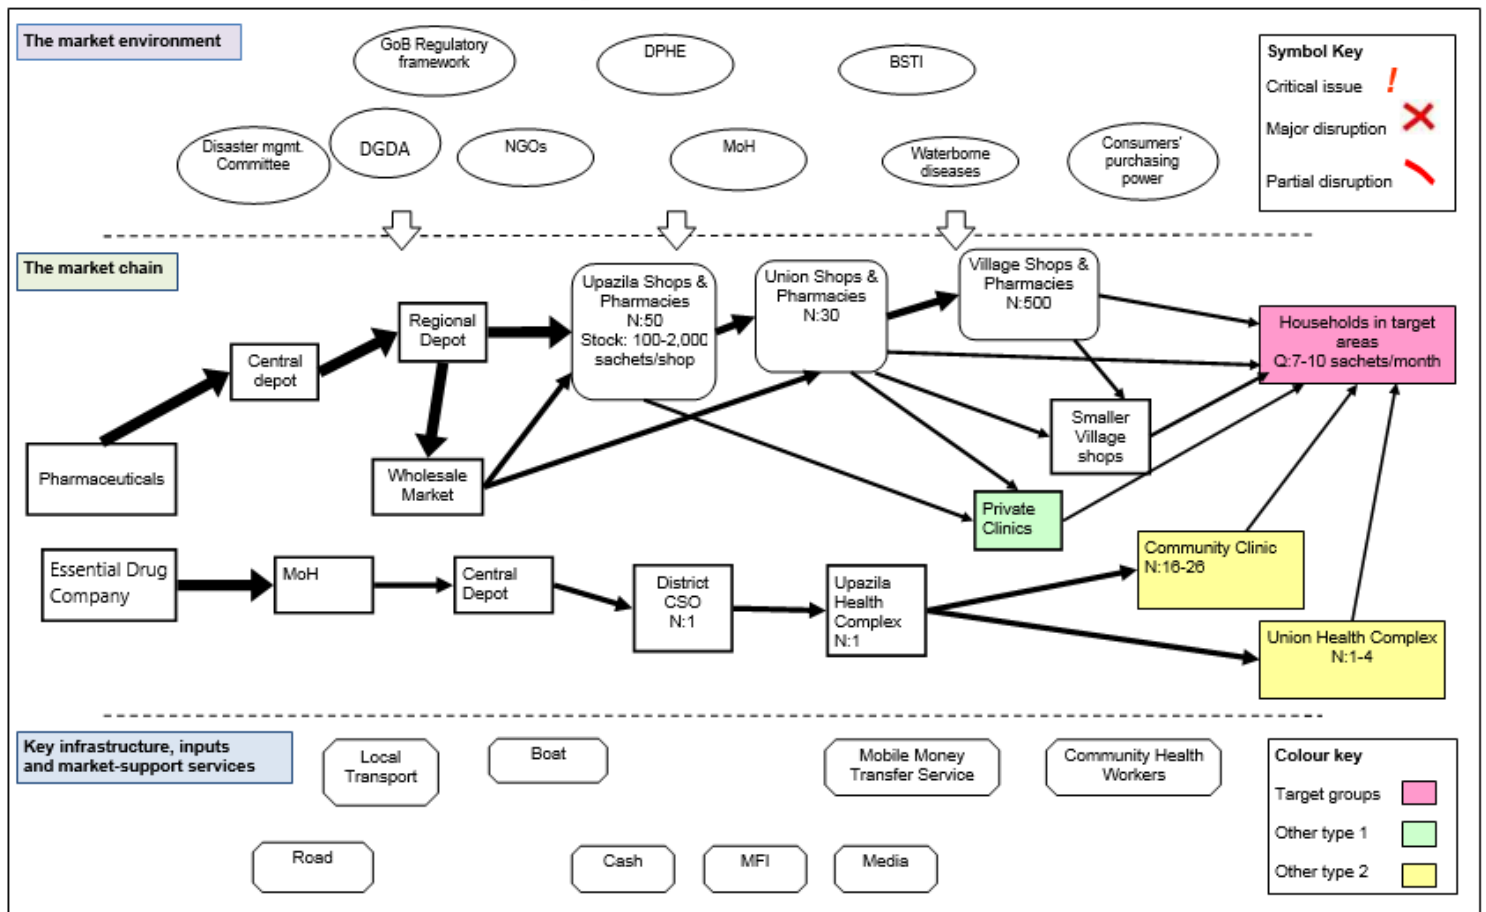 The market environment
GoB Regulatory
framework
DPHE
BSTI
Disaster mgmt.
Committee
DGDA
NGOs
MoH
Waterborne
diseases
Consumers'
purchasing
power
Symbol Key
Critical issue !
Major disruption
Partial disruption
The market chain
Pharmaceuticals
Central
depot
Regional
Depot
Wholesale
Market
Upazila Shops &
Pharmacies
N:50
Stock: 100-2,000
sachets/shop
Union Shops &
Pharmacies
N:30
Village Shops &
Pharmacies
N:500
Smaller
Village
shops
Private
Clinics
Households in target
areas
Q:7-10 sachets/month
Essential Drug
Company
MoH
Central
Depot
District
CSO
N:1
Upazila
Health
Complex
N:1
Community Clinic
N:16-26
Union Health Complex
N:1-4
Key infrastructure, inputs
and market-support services
Local
Transport
Boat
Mobile Money
Transfer Service
Community Health
Workers
Road
Cash
MFI
Media
Colour key
Target groups
Other type 1
Other type 2